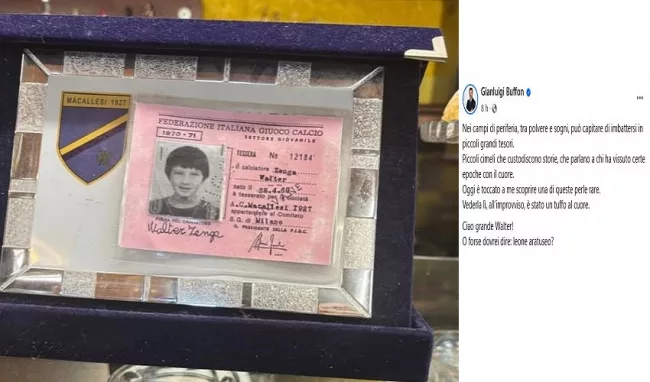 MACALLESI 1927
FEDERAZIONE ITALIANA GIUOCO CALCIO
SETTORE GIOVANILE
1970-71
TESSERA No 12184
il calciatore Zenga
Walter
nato il 28.4.60
è tesserato per la Società
A.C.Macallesi 1927
appartenente al Comitato
S.G. di Milano
IL PRESIDENTE DELLA F.I.G.C.
FIRMA DEL CALCIATORE
Walter Zenga
Gianluigi Buffon
8 h
Nei campi di periferia, tra polvere e sogni, può capitare di imbattersi in
piccoli grandi tesori.
Piccoli cimeli che custodiscono storie, che parlano a chi ha vissuto certe
epoche con il cuore.
Oggi è toccato a me scoprire una di queste perle rare.
Vederla lì, all'improvviso, è stato un tuffo al cuore.
Ciao grande Walter!
O forse dovrei dire: leone aratuseo?